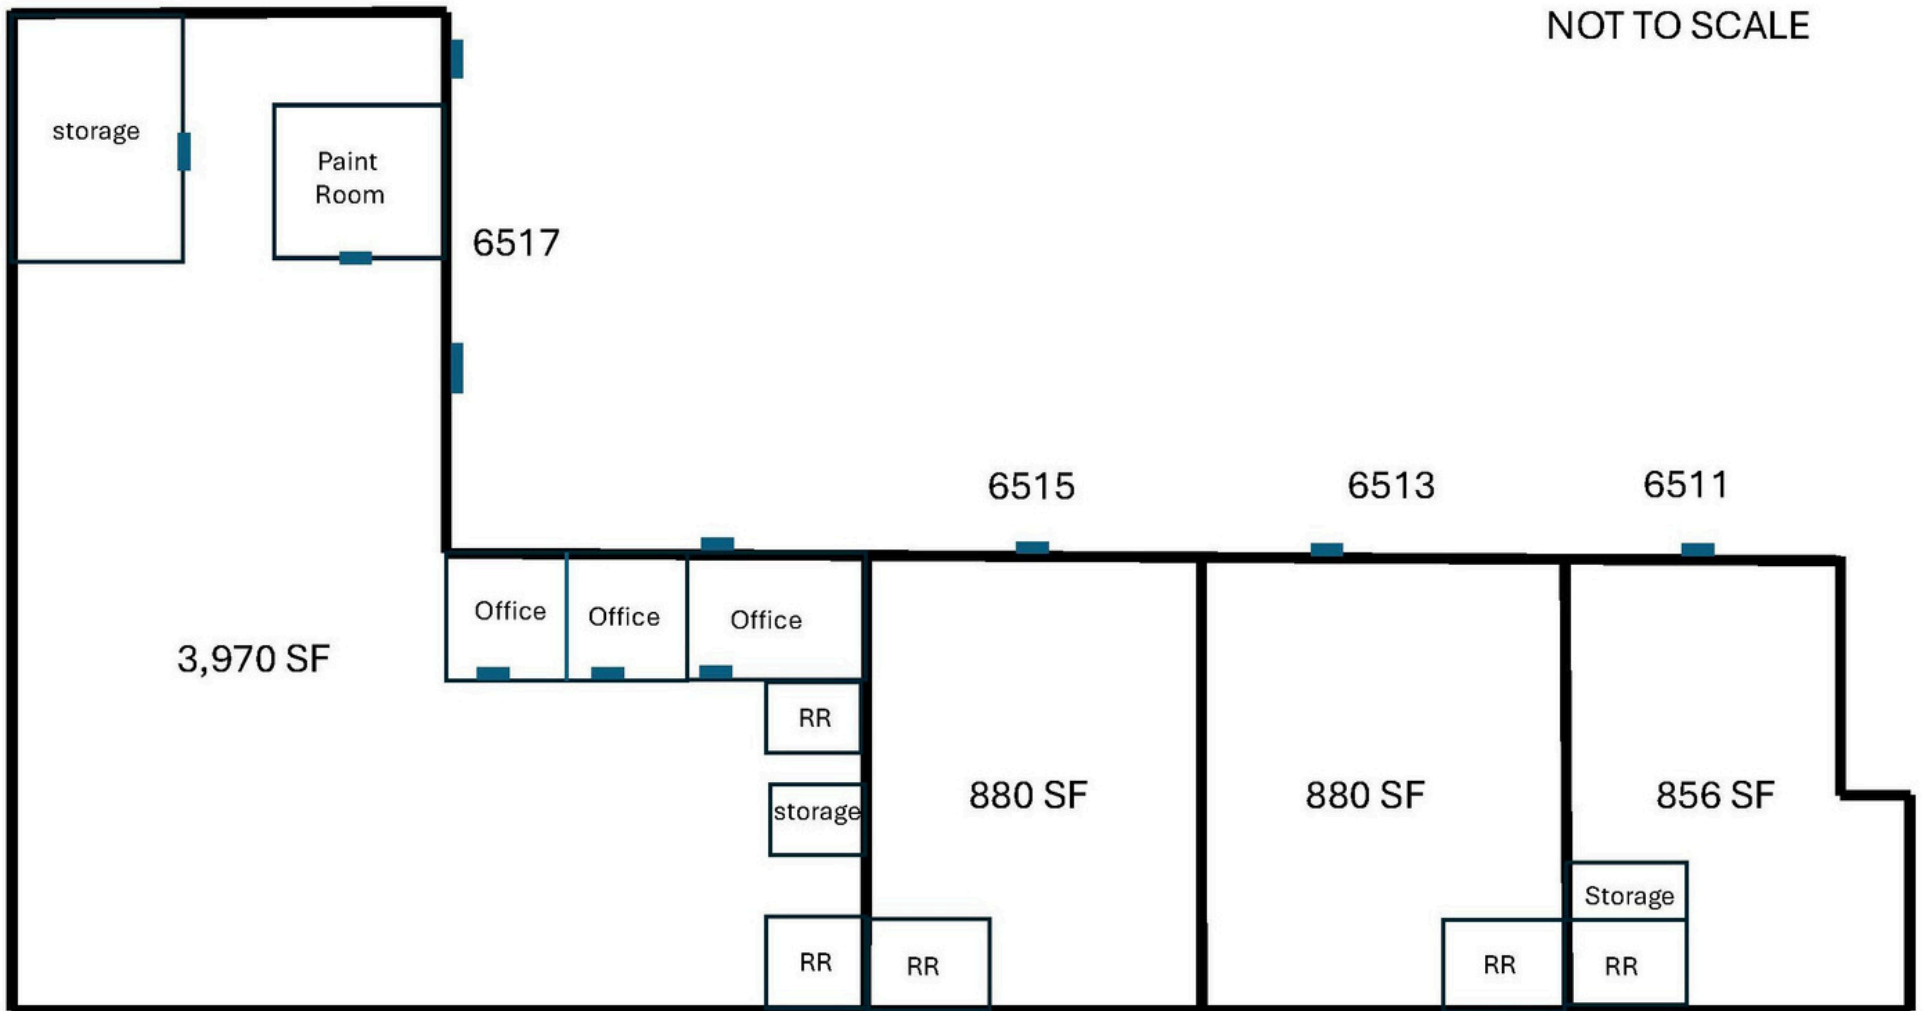 NOT TO SCALE
storage
Paint
Room
6517
6515
6513
6511
Office
Office
Office
3,970 SF
RR
880 SF
880 SF
856 SF
storage
Storage
RR
RR
RR
RR